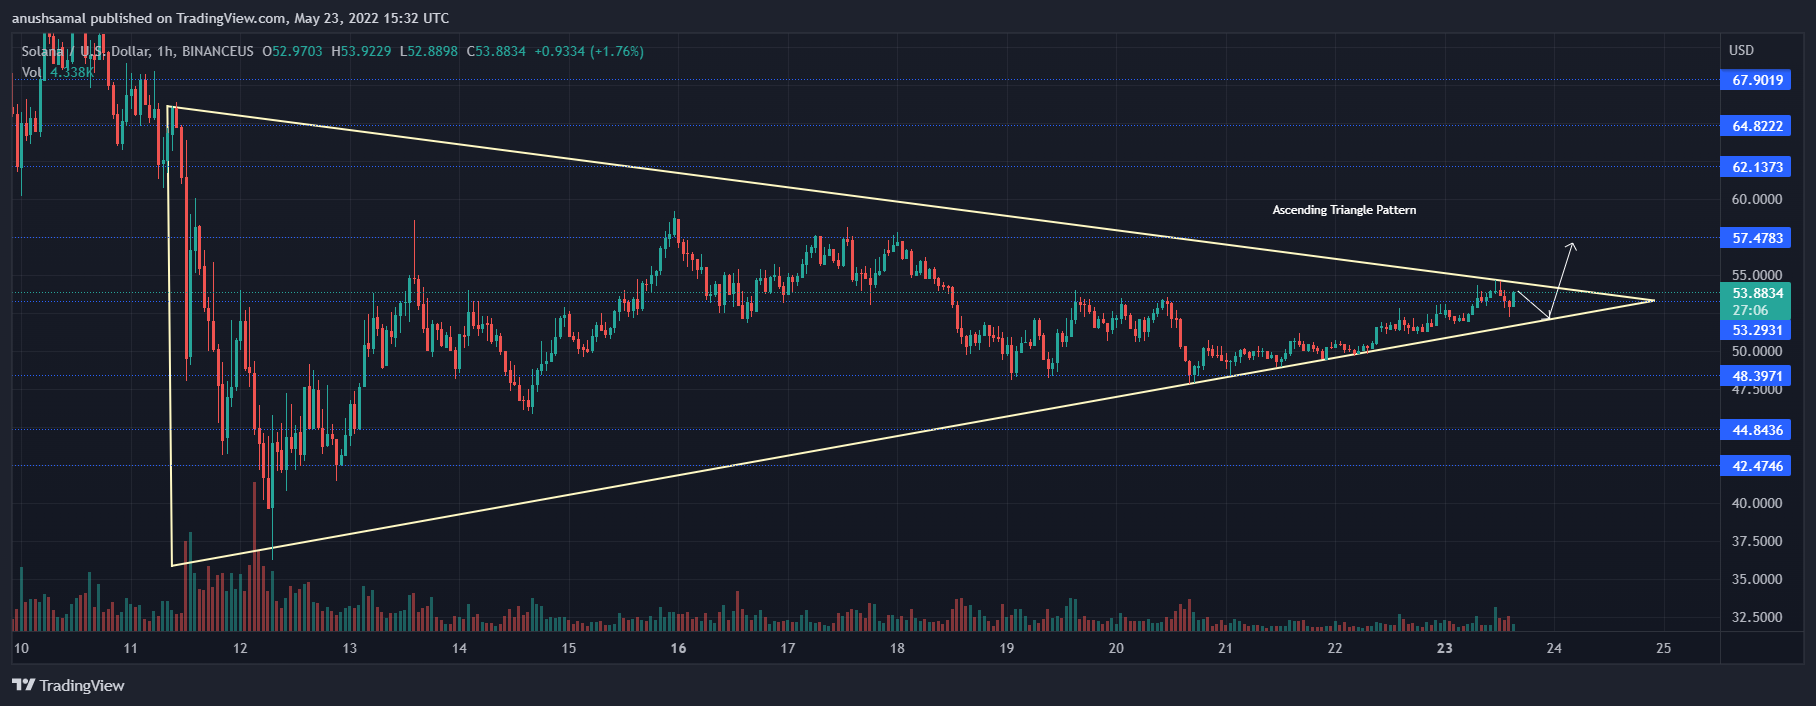 anushsamal published on TradingView.com, May 23, 2022 15:32 UTC
Solana / U.S. Dollar, 1h, BINANCEUS O52.9703 H53.9229 L52.8898 C53.8834 +0.9334 (+1.76%)
Vol 4.338K
USD
67.9019
64.8222
62.1373
60.0000
Ascending Triangle Pattern
57.4783
55.0000
53.8834
27:06
53.2931
50.0000
48.3971
47.5000
44.8436
42.4746
40.0000
37.5000
35.0000
32.5000
10 11 12 13 14 15 16 17 18 19 20 21 22 23 24 25
TradingView